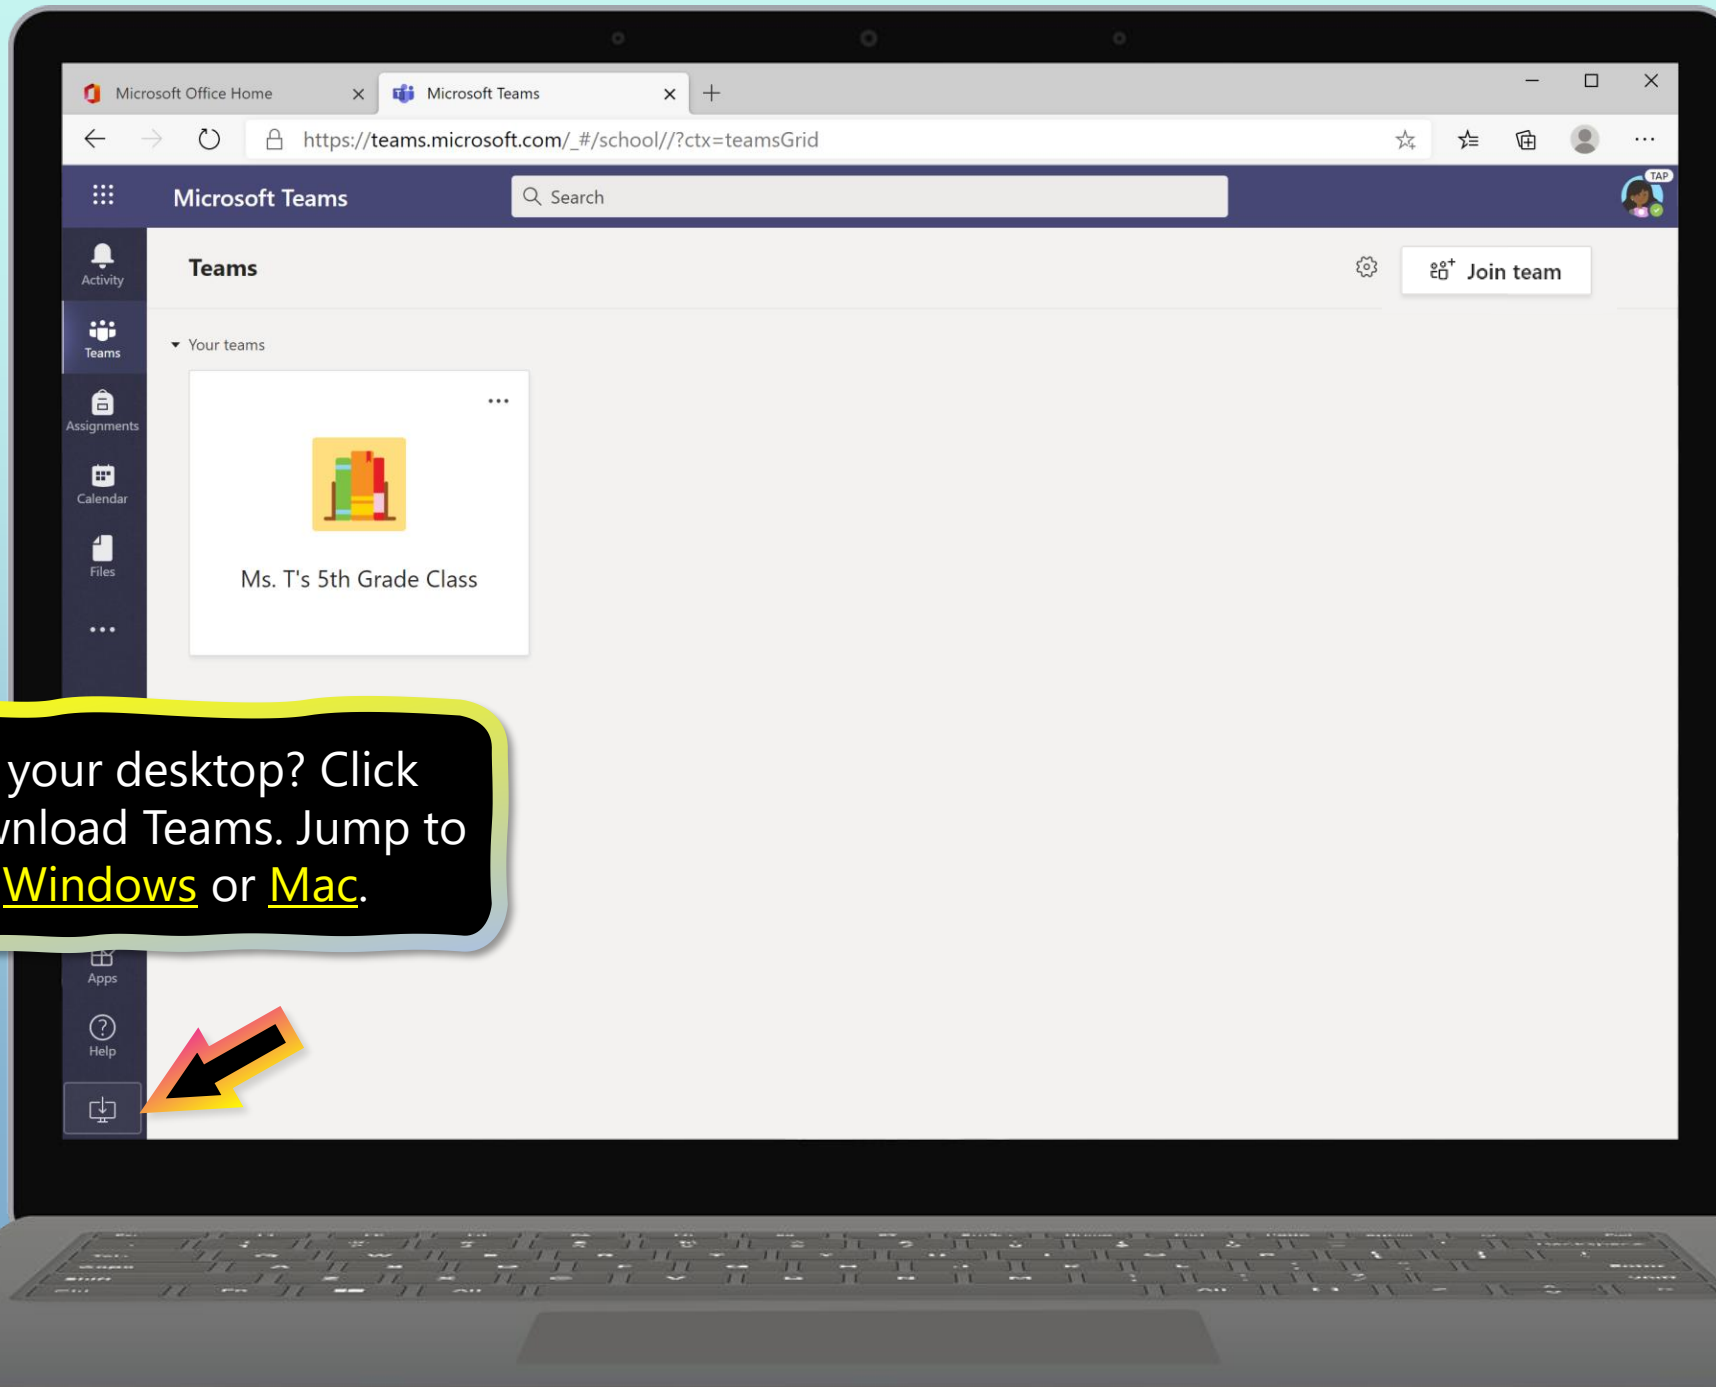 Microsoft Office Home
Microsoft Teams
https://teams.microsoft.com/_#/school//?ctx=teamsGrid
Microsoft Teams
Search
TAP
Activity
Teams
Assignments
Calendar
Files
Teams
Join team
Your teams
Ms. T's 5th Grade Class
your desktop? Click
wnload Teams. Jump to
Windows or Mac.
Apps
Help